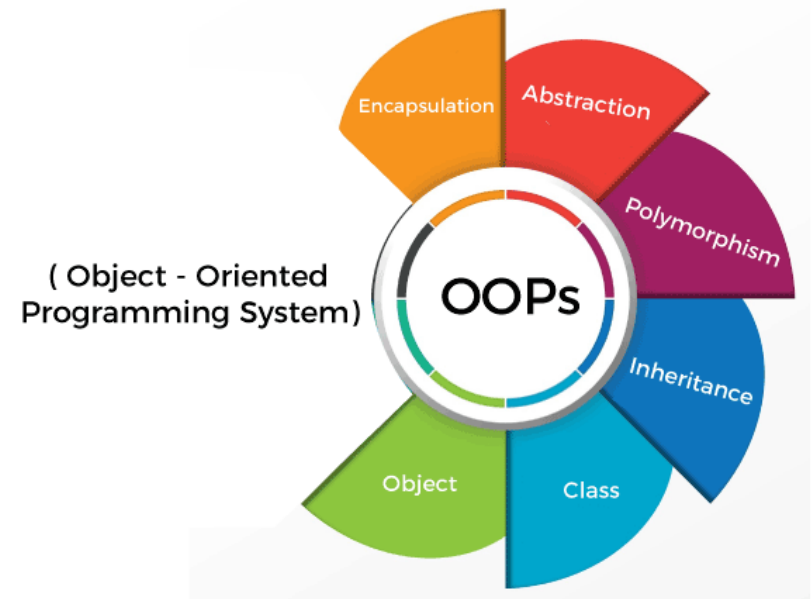 Encapsulation
Abstraction
Polymorphism
( Object - Oriented
Programming System)
OOPs
Inheritance
Object
Class